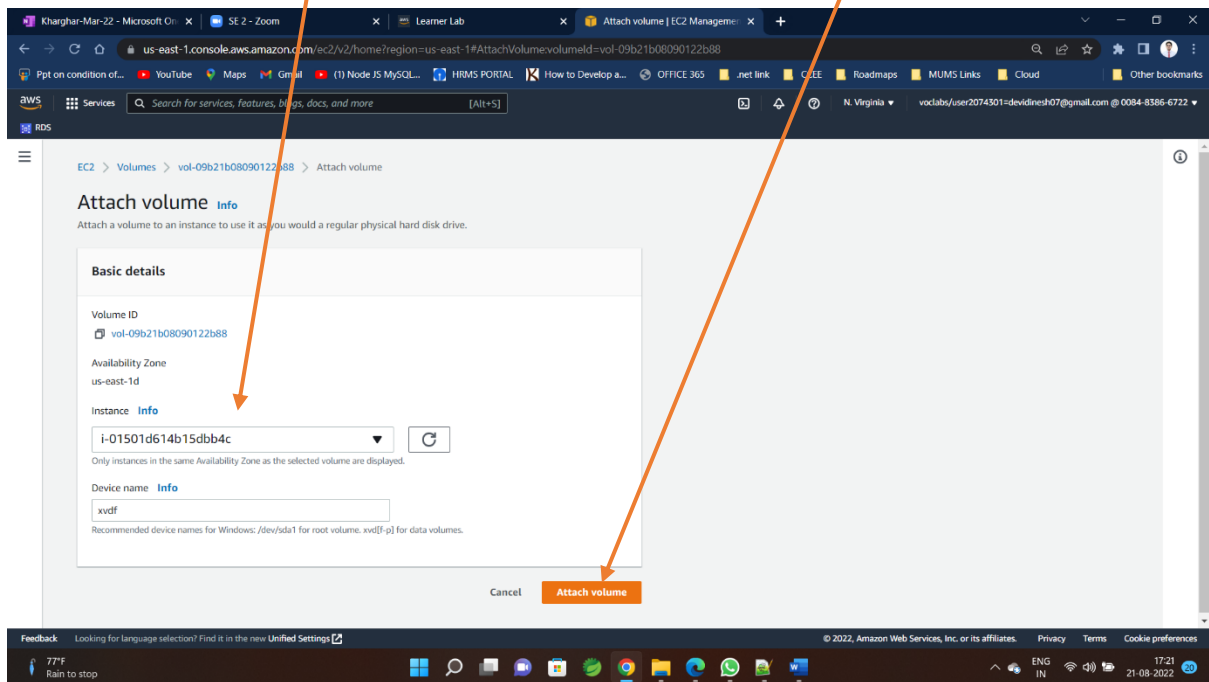 Kharghar-Mar-22 - Microsoft On
SE 2 - Zoom
Learner Lab
Attach volume | EC2 Managemen
us-east-1.console.aws.amazon.com/ec2/v2/home?region=us-east-1#AttachVolume:volumeId=vol-09b21b08090122b88
Ppt on condition of... YouTube Maps Gmail (1) Node JS MySQL... HRMS PORTAL How to Develop a... OFFICE 365 .net link Roadmaps MUMS Links Cloud Other bookmarks
aws Services Search for services, features, blogs, docs, and more [Alt+S] N. Virginia voclabs/user2074301=devidinesh07@gmail.com @ 0084-8386-6722
RDS
EC2 > Volumes > vol-09b21b08090122b88 > Attach volume
Attach volume Info
Attach a volume to an instance to use it as you would a regular physical hard disk drive.
Basic details
Volume ID
vol-09b21b08090122b88
Availability Zone
us-east-1d
Instance Info
i-01501d614b15dbb4c
Only instances in the same Availability Zone as the selected volume are displayed.
Device name Info
xvdf
Recommended device names for Windows: /dev/sda1 for root volume. xvd[f-p] for data volumes.
Cancel Attach volume
Feedback Looking for language selection? Find it in the new Unified Settings © 2022, Amazon Web Services, Inc. or its affiliates. Privacy Terms Cookie preferences
77°F
Rain to stop
ENG
IN
17:21
21-08-2022
20